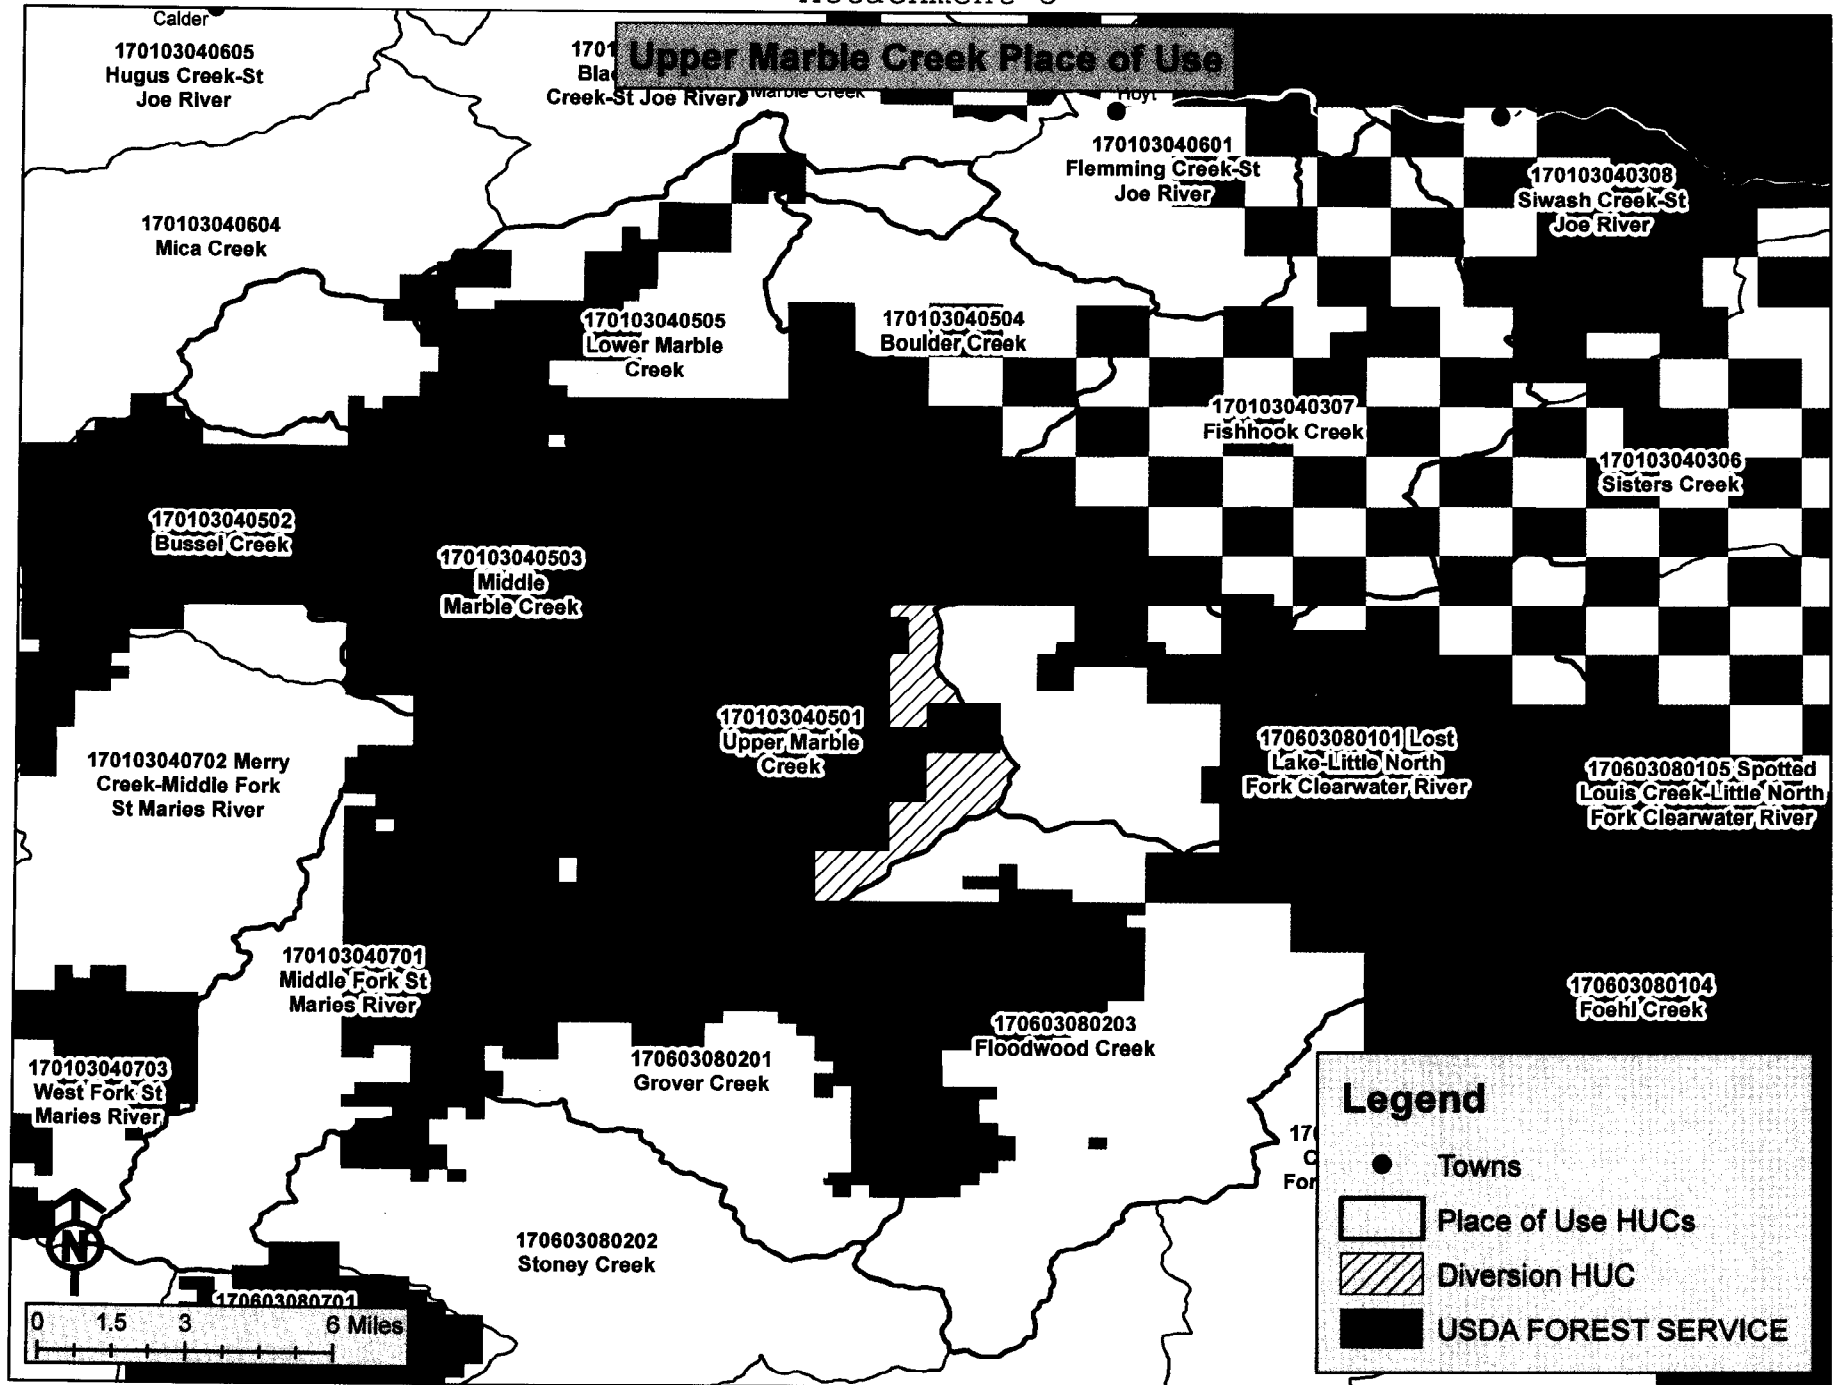 Calder
170103040605
Hugus Creek-St
Joe River
Creek-St Joe River
Upper Marble Creek Place of Use
Marble Creek
Hoyt
170103040601
Flemming Creek-St
Joe River
170103040308
Siwash Creek-St
Joe River
170103040604
Mica Creek
170103040505
Lower Marble
Creek
170103040504
Boulder Creek
170103040307
Fishhook Creek
170103040306
Sisters Creek
170103040502
Bussel Creek
170103040503
Middle
Marble Creek
170103040501
Upper Marble
Creek
170603080101 Lost
Lake-Little North
Fork Clearwater River
170603080105 Spotted
Louis Creek-Little North
Fork Clearwater River
170103040702 Merry
Creek-Middle Fork
St Maries River
170103040701
Middle Fork St
Maries River
170603080104
Foehl Creek
170603080203
Floodwood Creek
170603080201
Grover Creek
170103040703
West Fork St
Maries River
170603080202
Stoney Creek
170603080701
N
0 1.5 3 6 Miles
Legend
Towns
Place of Use HUCs
Diversion HUC
USDA FOREST SERVICE